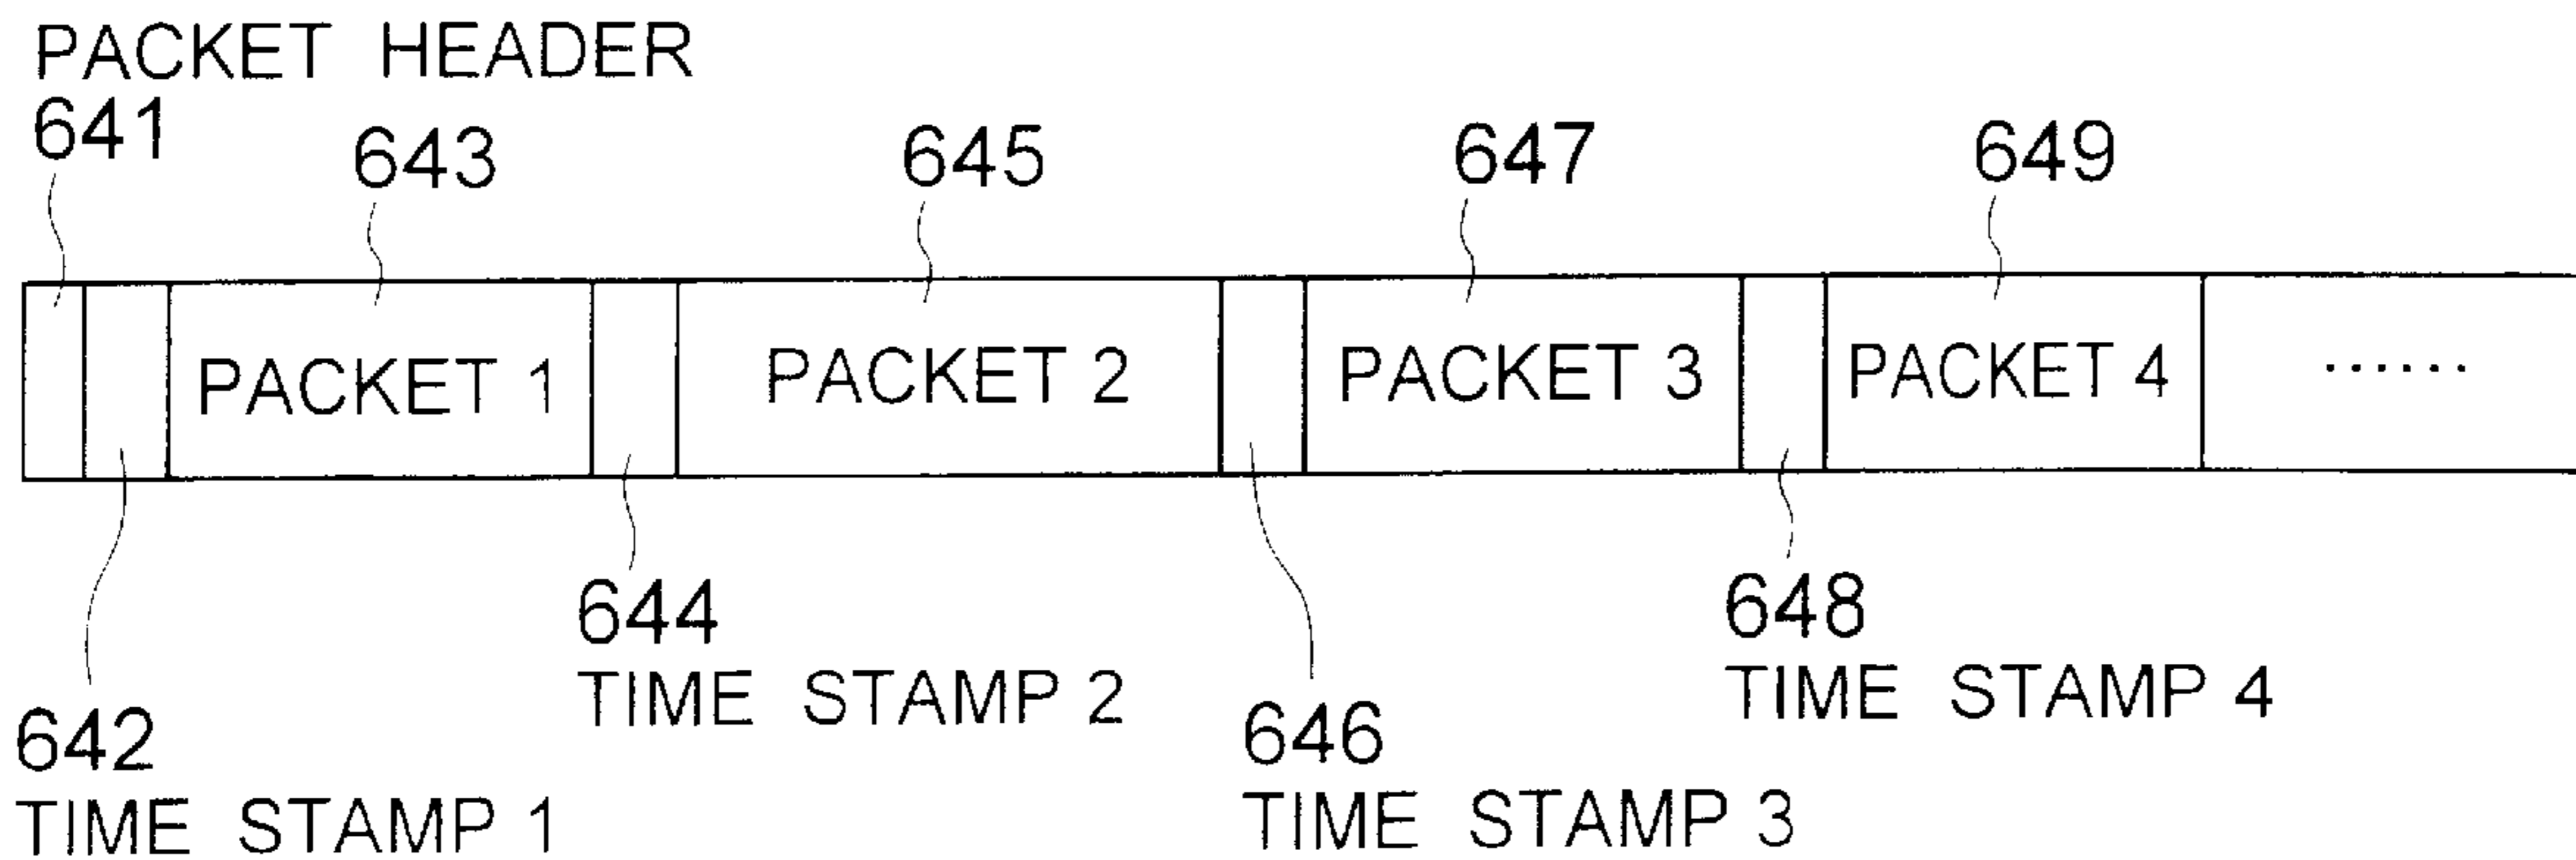 PACKET HEADER
641
643
645
647
649
PACKET 1
PACKET 2
PACKET 3
PACKET 4
......
642
TIME STAMP 1
644
TIME STAMP 2
646
TIME STAMP 3
648
TIME STAMP 4